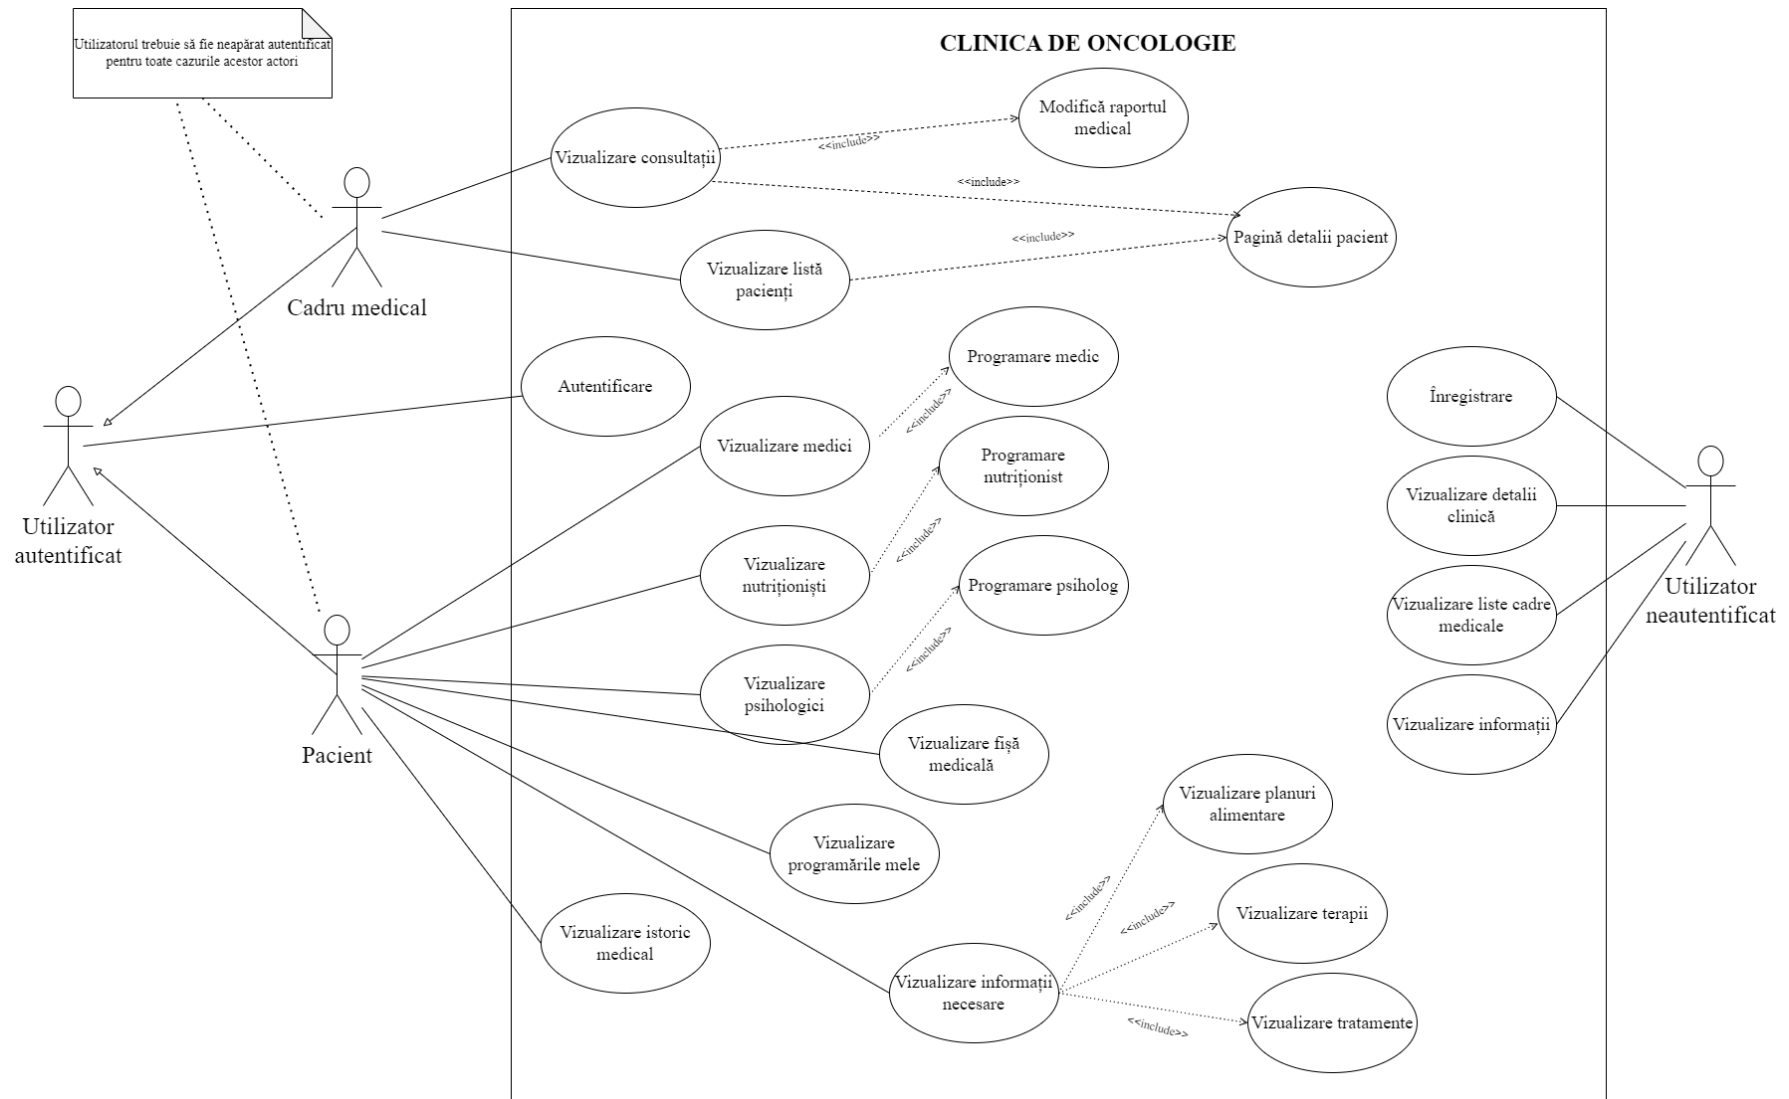 Utilizatorul trebuie să fie neapărat autentificat
pentru toate cazurile acestor actori
CLINICA DE ONCOLOGIE
Modifică raportul
medical
<<include>>
Vizualizare consultații
<<include>>
Pagină detalii pacient
<<include>>
Vizualizare listă
pacienți
Cadru medical
Programare medic
Autentificare
<<include>>
Înregistrare
Vizualizare medici
Programare
nutriționist
Vizualizare detalii
clinică
Utilizator
autentificat
<<include>>
Vizualizare
nutriționiști
Programare psiholog
Utilizator
neautentificat
Vizualizare liste cadre
medicale
<<include>>
Vizualizare
psihologici
Vizualizare informații
Pacient
Vizualizare fișă
medicală
Vizualizare planuri
alimentare
Vizualizare
programările mele
<<include>>
<<include>>
Vizualizare terapii
Vizualizare istoric
medical
Vizualizare informații
necesare
<<include>>
Vizualizare tratamente